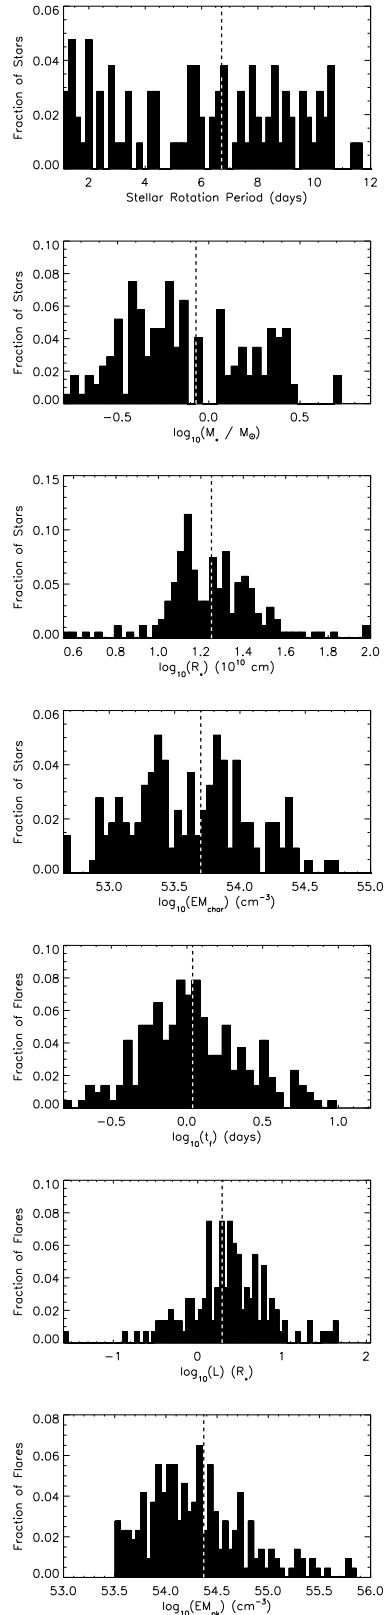 0.06
0.04
0.02
0.00
Fraction of Stars
2 4 6 8 10 12
Stellar Rotation Period (days)
0.10
0.08
0.06
0.04
0.02
0.00
Fraction of Stars
−0.5 0.0 0.5
log₁₀(M⋆ / M☉)
0.15
0.10
0.05
0.00
Fraction of Stars
0.6 0.8 1.0 1.2 1.4 1.6 1.8 2.0
log₁₀(R⋆) (10¹⁰ cm)
0.06
0.04
0.02
0.00
Fraction of Stars
53.0 53.5 54.0 54.5 55.0
log₁₀(EM_char) (cm⁻³)
0.10
0.08
0.06
0.04
0.02
0.00
Fraction of Flares
−0.5 0.0 0.5 1.0
log₁₀(t_f) (days)
0.10
0.08
0.06
0.04
0.02
0.00
Fraction of Flares
−1 0 1 2
log₁₀(L) (R⋆)
0.08
0.06
0.04
0.02
0.00
Fraction of Flares
53.0 53.5 54.0 54.5 55.0 55.5 56.0
log₁₀(EM_pk) (cm⁻³)